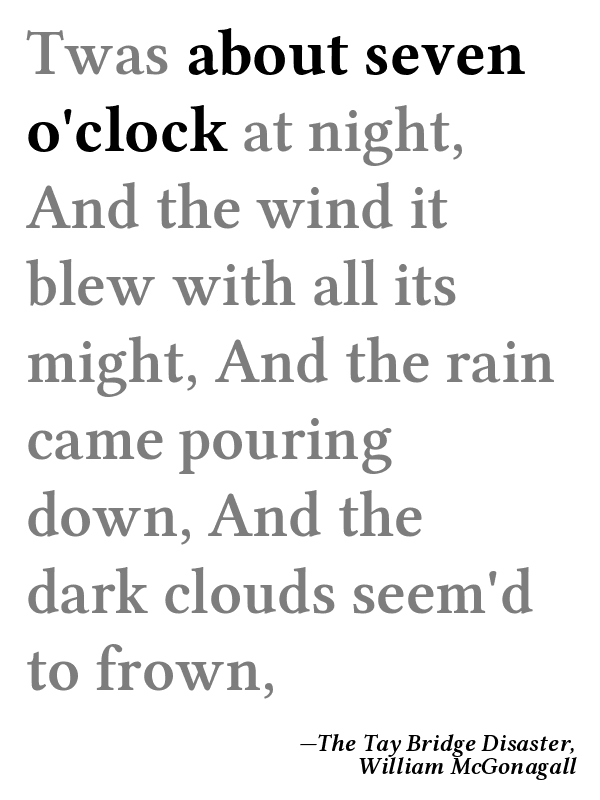 Twas about seven
o'clock at night,
And the wind it
blew with all its
might, And the rain
came pouring
down, And the
dark clouds seem'd
to frown,
—The Tay Bridge Disaster,
William McGonagall